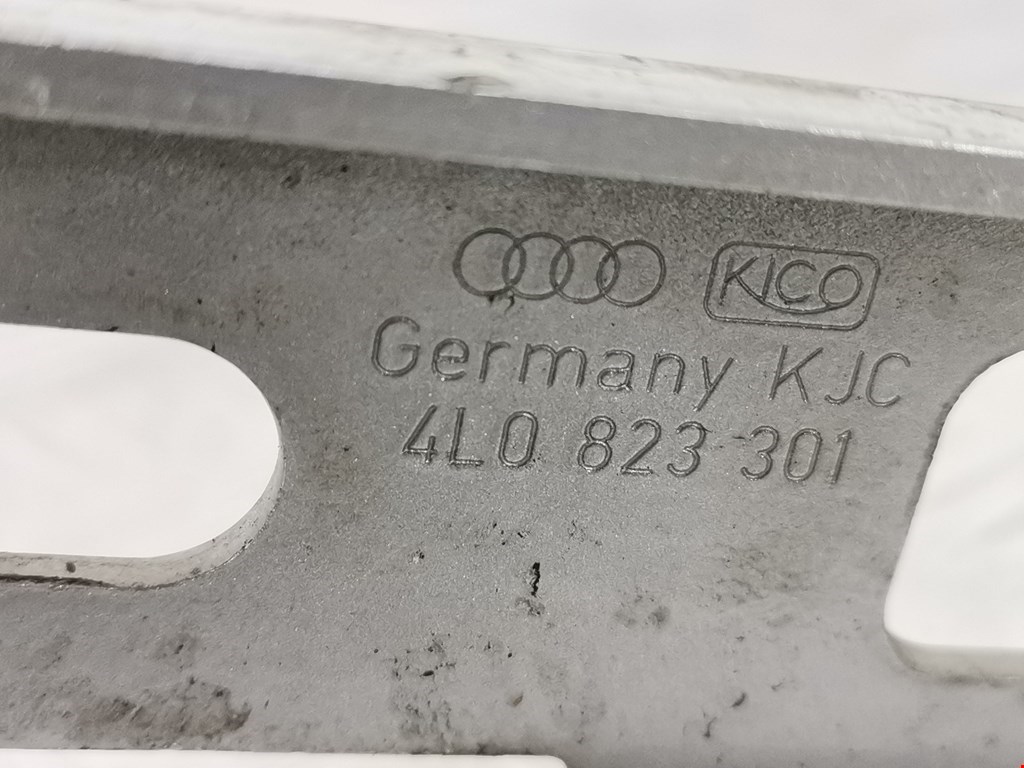 KICO
Germany KJC
4L0 823 301